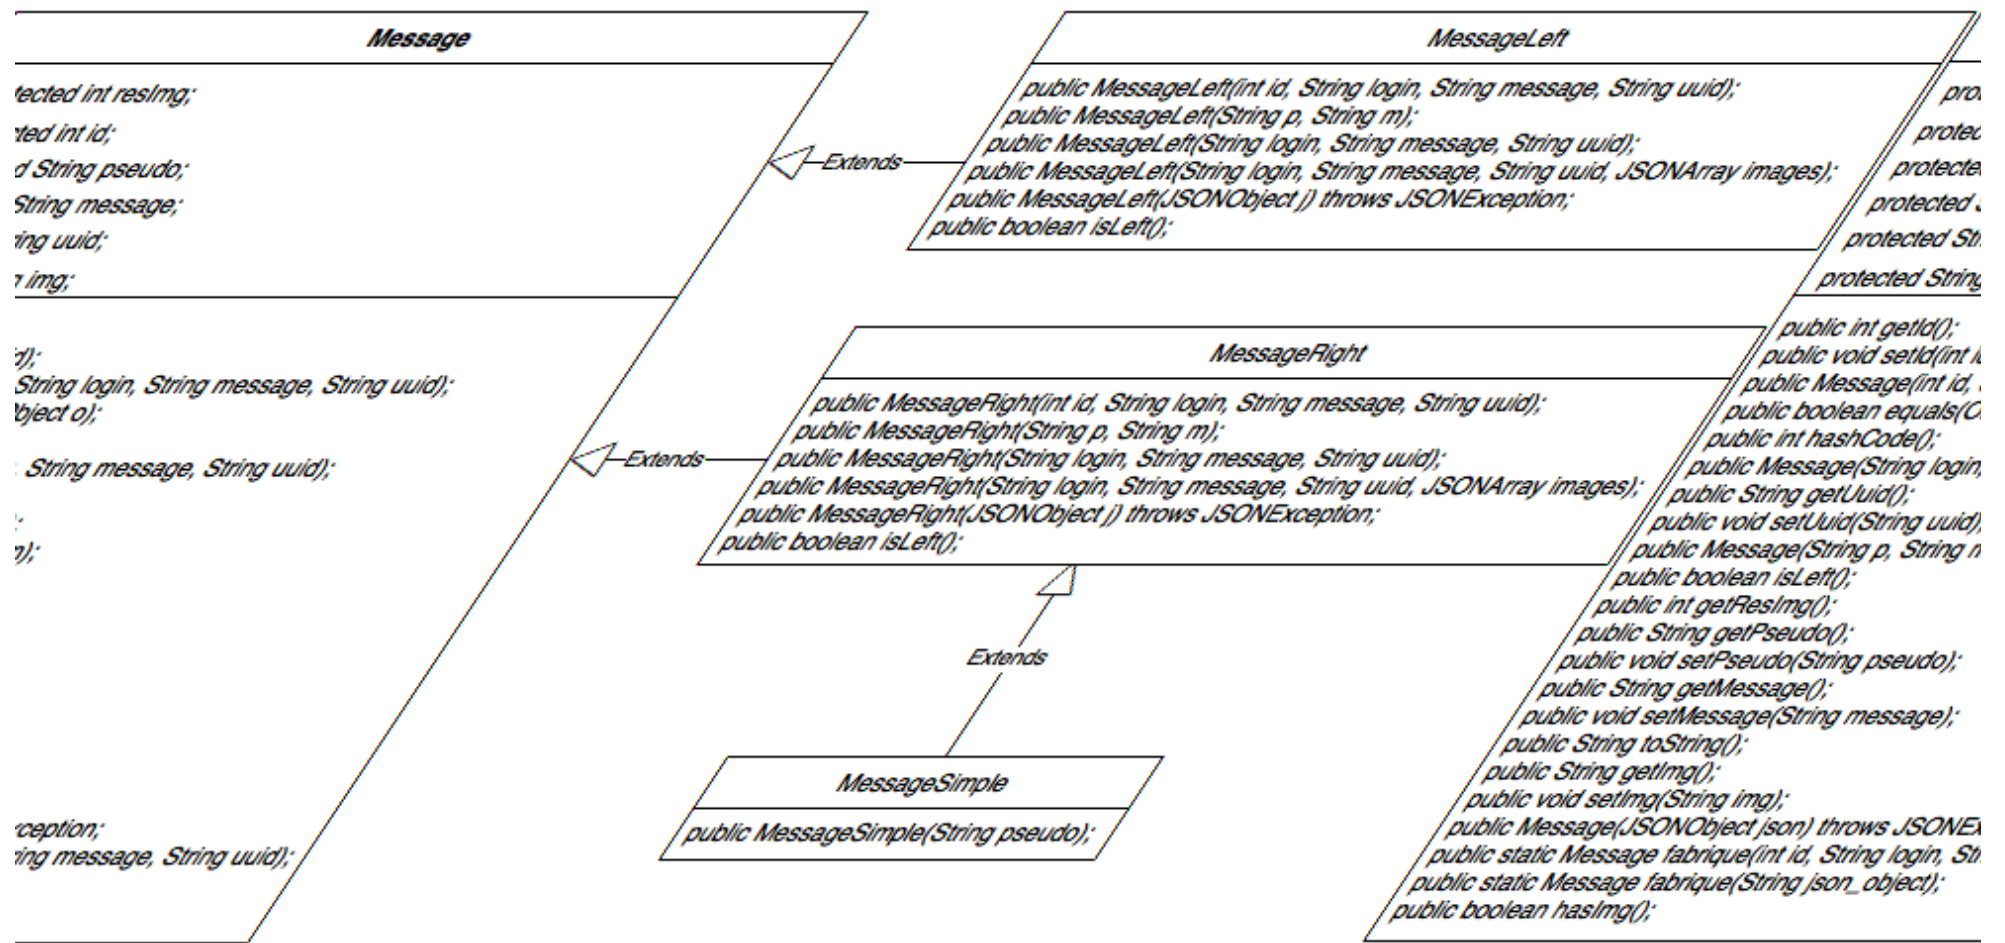 Message
resImg;
int id;
String pseudo;
String message;
uuid;
img;
String login, String message, String uuid);
o);
String message, String uuid);
message, String uuid);
Extends
MessageLeft
public MessageLeft(int id, String login, String message, String uuid);
public MessageLeft(String p, String m);
public MessageLeft(String login, String message, String uuid);
public MessageLeft(String login, String message, String uuid, JSONArray images);
public MessageLeft(JSONObject j) throws JSONException;
public boolean isLeft();
Extends
MessageRight
public MessageRight(int id, String login, String message, String uuid);
public MessageRight(String p, String m);
public MessageRight(String login, String message, String uuid);
public MessageRight(String login, String message, String uuid, JSONArray images);
public MessageRight(JSONObject j) throws JSONException;
public boolean isLeft();
Extends
MessageSimple
public MessageSimple(String pseudo);
protected
protected String
public int getId();
public void setId(int
public Message(int id,
public boolean equals(
public int hashCode();
public Message(String login,
public String getUuid();
public void setUuid(String uuid);
public Message(String p, String
public boolean isLeft();
public int getResImg();
public String getPseudo();
public void setPseudo(String pseudo);
public String getMessage();
public void setMessage(String message);
public String toString();
public String getImg();
public void setImg(String img);
public Message(JSONObject json) throws
public static Message fabrique(int id, String login,
public static Message fabrique(String json_object);
public boolean hasImg();